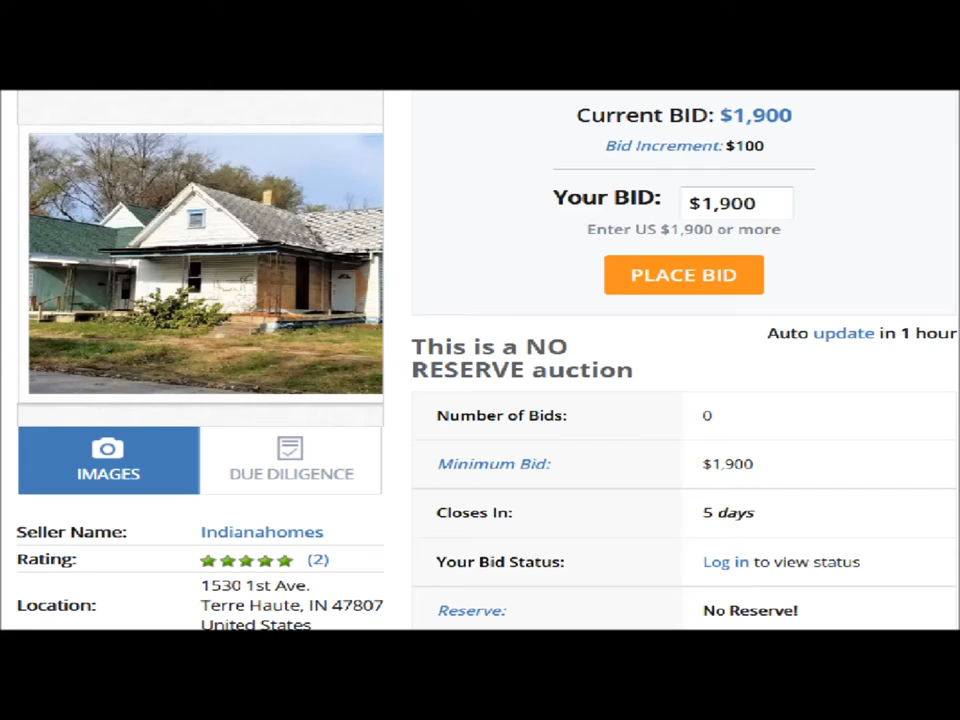 Current BID: $1,900
Bid Increment: $100
Your BID: $1,900
Enter US $1,900 or more
PLACE BID
Auto update in 1 hour
This is a NO
RESERVE auction
Number of Bids: 0
Minimum Bid: $1,900
Closes In: 5 days
Your Bid Status: Log in to view status
Reserve: No Reserve!
IMAGES
DUE DILIGENCE
Seller Name: Indianahomes
Rating: (2)
Location: 1530 1st Ave.
Terre Haute, IN 47807
United States